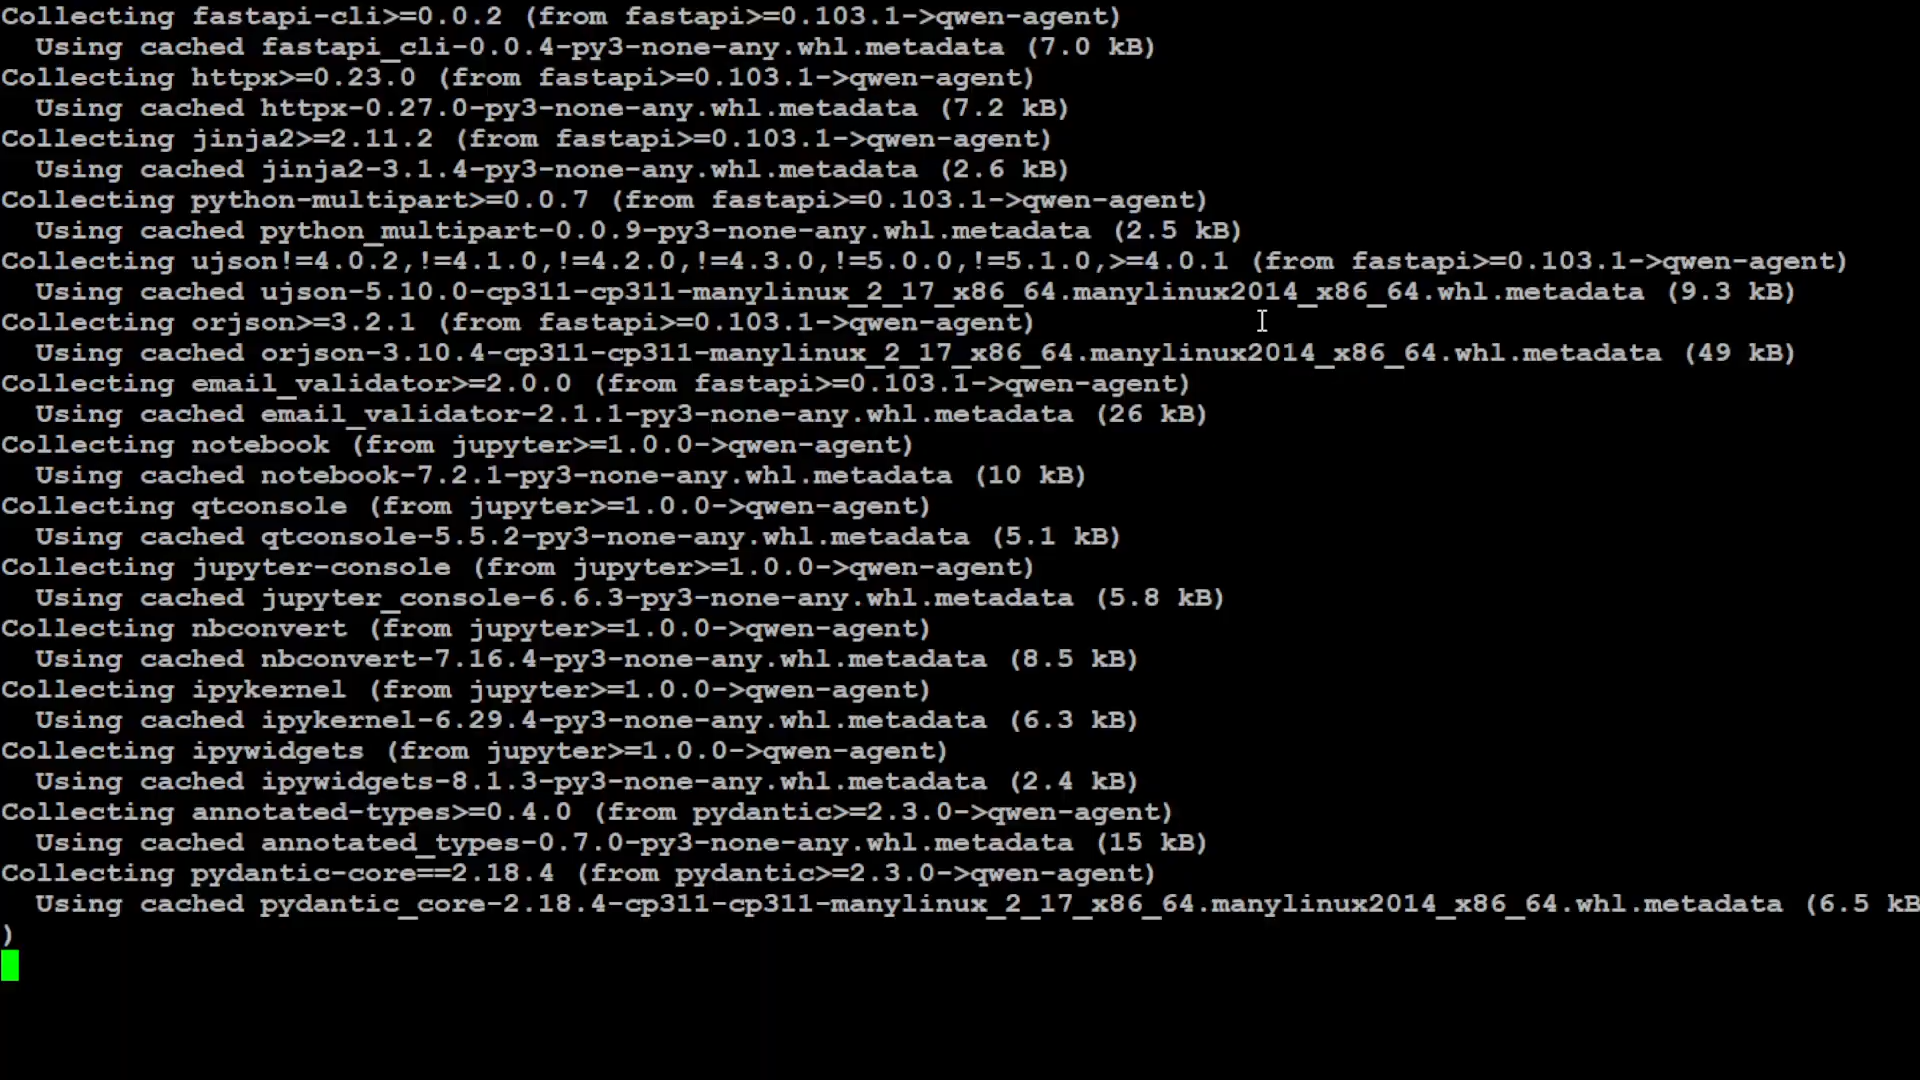 Collecting fastapi-cli>=0.0.2 (from fastapi>=0.103.1->qwen-agent)
  Using cached fastapi_cli-0.0.4-py3-none-any.whl.metadata (7.0 kB)
Collecting httpx>=0.23.0 (from fastapi>=0.103.1->qwen-agent)
  Using cached httpx-0.27.0-py3-none-any.whl.metadata (7.2 kB)
Collecting jinja2>=2.11.2 (from fastapi>=0.103.1->qwen-agent)
  Using cached jinja2-3.1.4-py3-none-any.whl.metadata (2.6 kB)
Collecting python-multipart>=0.0.7 (from fastapi>=0.103.1->qwen-agent)
  Using cached python_multipart-0.0.9-py3-none-any.whl.metadata (2.5 kB)
Collecting ujson!=4.0.2,!=4.1.0,!=4.2.0,!=4.3.0,!=5.0.0,!=5.1.0,>=4.0.1 (from fastapi>=0.103.1->qwen-agent)
  Using cached ujson-5.10.0-cp311-cp311-manylinux_2_17_x86_64.manylinux2014_x86_64.whl.metadata (9.3 kB)
Collecting orjson>=3.2.1 (from fastapi>=0.103.1->qwen-agent)
  Using cached orjson-3.10.4-cp311-cp311-manylinux_2_17_x86_64.manylinux2014_x86_64.whl.metadata (49 kB)
Collecting email_validator>=2.0.0 (from fastapi>=0.103.1->qwen-agent)
  Using cached email_validator-2.1.1-py3-none-any.whl.metadata (26 kB)
Collecting notebook (from jupyter>=1.0.0->qwen-agent)
  Using cached notebook-7.2.1-py3-none-any.whl.metadata (10 kB)
Collecting qtconsole (from jupyter>=1.0.0->qwen-agent)
  Using cached qtconsole-5.5.2-py3-none-any.whl.metadata (5.1 kB)
Collecting jupyter-console (from jupyter>=1.0.0->qwen-agent)
  Using cached jupyter_console-6.6.3-py3-none-any.whl.metadata (5.8 kB)
Collecting nbconvert (from jupyter>=1.0.0->qwen-agent)
  Using cached nbconvert-7.16.4-py3-none-any.whl.metadata (8.5 kB)
Collecting ipykernel (from jupyter>=1.0.0->qwen-agent)
  Using cached ipykernel-6.29.4-py3-none-any.whl.metadata (6.3 kB)
Collecting ipywidgets (from jupyter>=1.0.0->qwen-agent)
  Using cached ipywidgets-8.1.3-py3-none-any.whl.metadata (2.4 kB)
Collecting annotated-types>=0.4.0 (from pydantic>=2.3.0->qwen-agent)
  Using cached annotated_types-0.7.0-py3-none-any.whl.metadata (15 kB)
Collecting pydantic-core==2.18.4 (from pydantic>=2.3.0->qwen-agent)
  Using cached pydantic_core-2.18.4-cp311-cp311-manylinux_2_17_x86_64.manylinux2014_x86_64.whl.metadata (6.5 kB
)